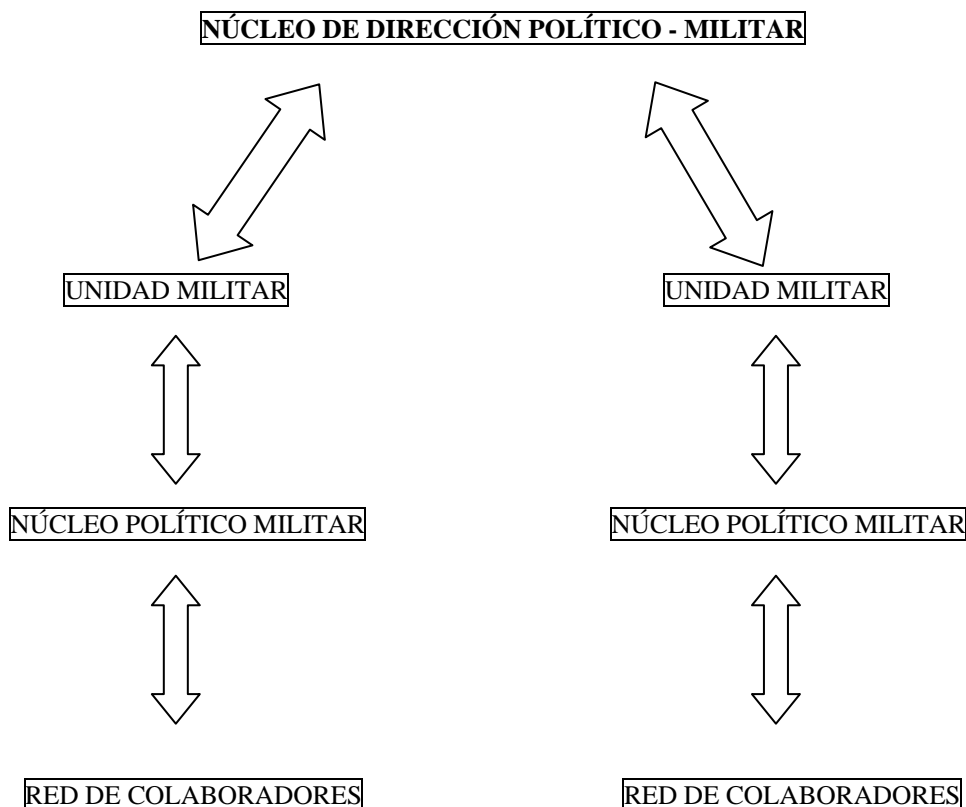 NÚCLEO DE DIRECCIÓN POLÍTICO - MILITAR
UNIDAD MILITAR
UNIDAD MILITAR
NÚCLEO POLÍTICO MILITAR
NÚCLEO POLÍTICO MILITAR
RED DE COLABORADORES
RED DE COLABORADORES